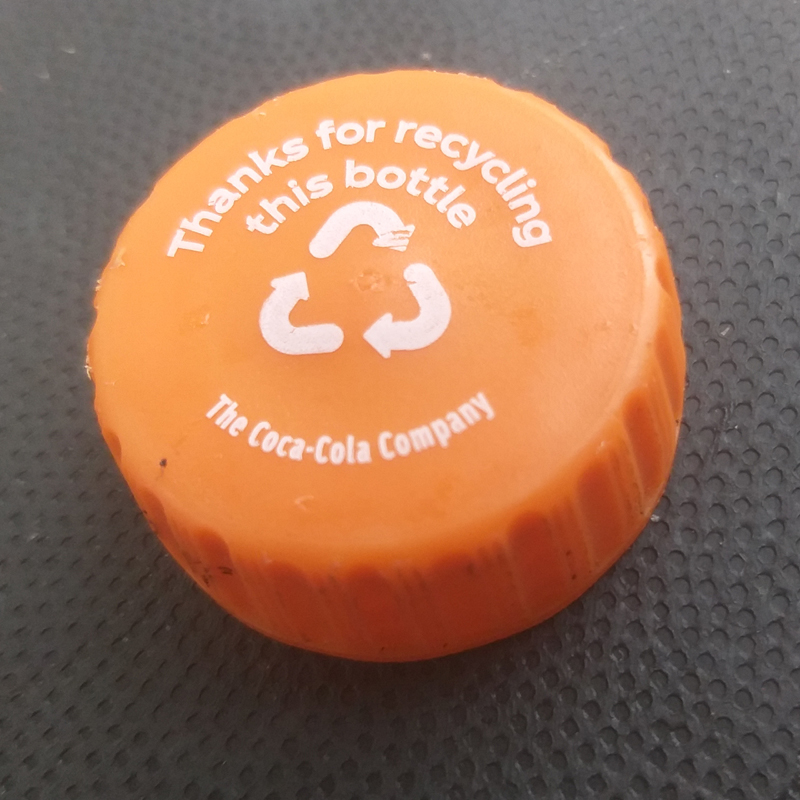 Thanks for recycling
this bottle
The Coca-Cola Company